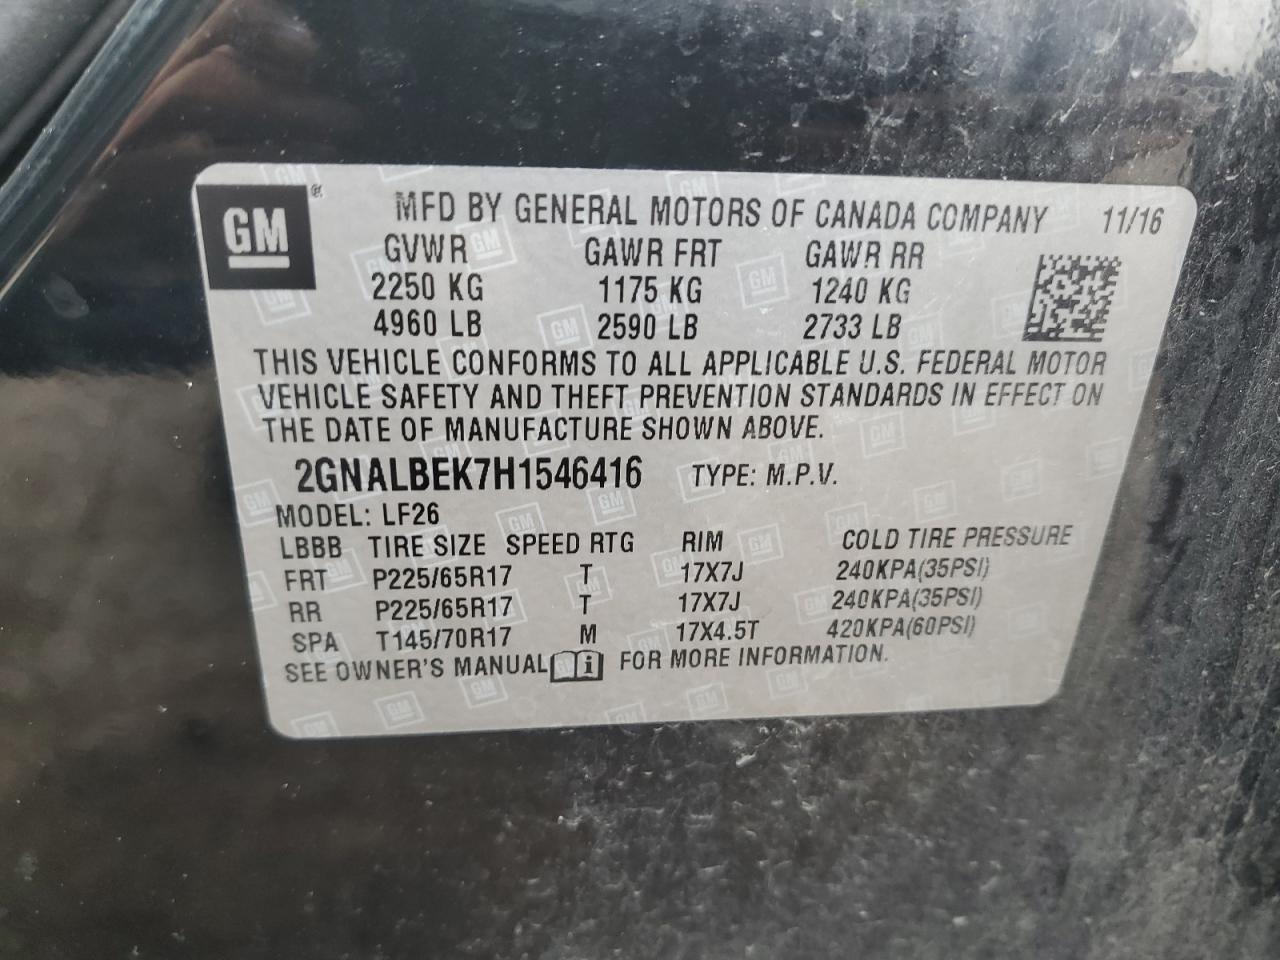 GM ® MFD BY GENERAL MOTORS OF CANADA COMPANY 11/16
GVWR GAWR FRT GAWR RR
2250 KG 1175 KG 1240 KG
4960 LB 2590 LB 2733 LB
THIS VEHICLE CONFORMS TO ALL APPLICABLE U.S. FEDERAL MOTOR
VEHICLE SAFETY AND THEFT PREVENTION STANDARDS IN EFFECT ON
THE DATE OF MANUFACTURE SHOWN ABOVE.
2GNALBEK7H1546416 TYPE: M.P.V.
MODEL: LF26
LBBB TIRE SIZE SPEED RTG RIM COLD TIRE PRESSURE
FRT P225/65R17 T 17X7J 240KPA(35PSI)
RR P225/65R17 T 17X7J 240KPA(35PSI)
SPA T145/70R17 M 17X4.5T 420KPA(60PSI)
SEE OWNER'S MANUAL i FOR MORE INFORMATION.